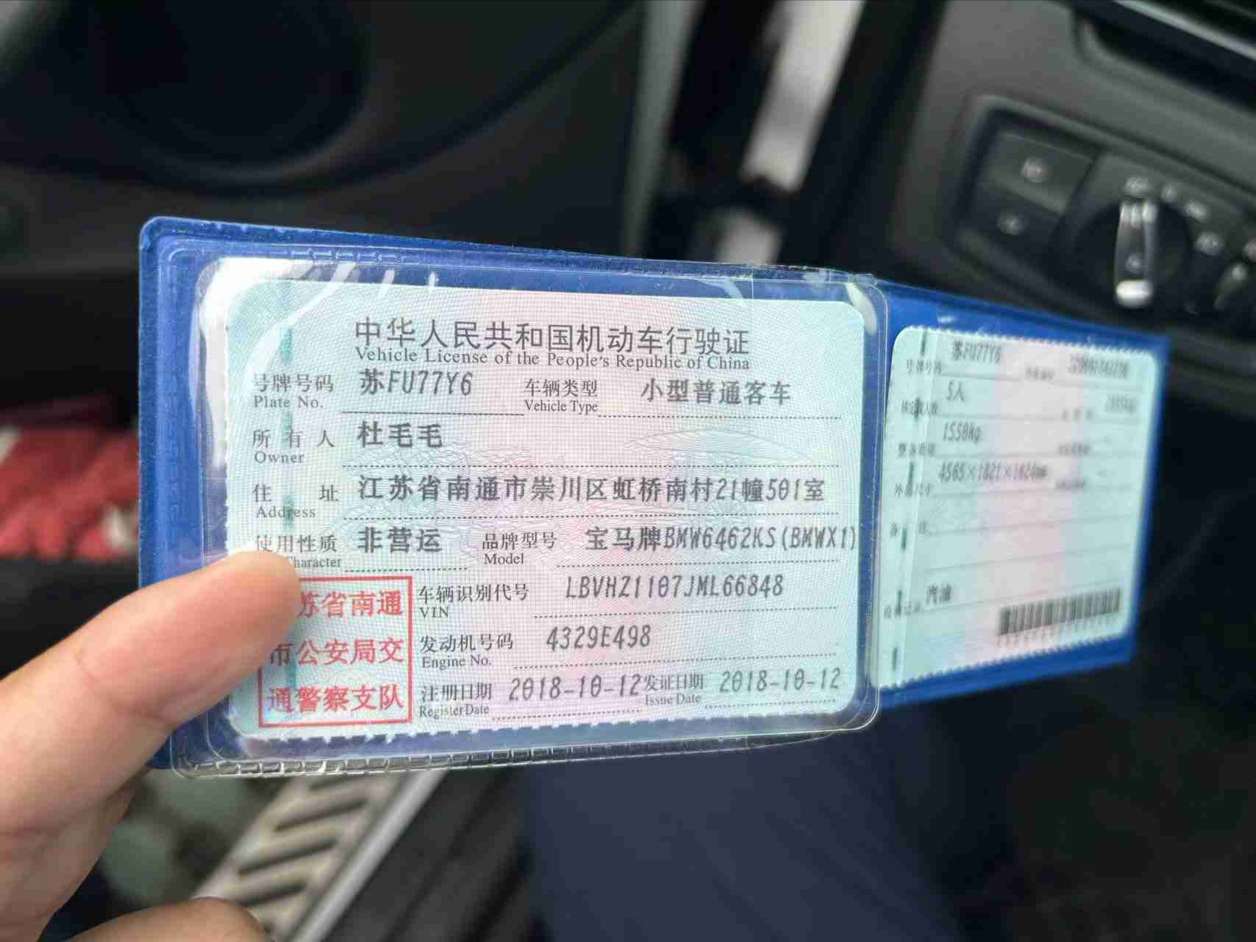 中华人民共和国机动车行驶证
Vehicle License of the People's Republic of China
号牌号码 苏FU77Y6 车辆类型 小型普通客车
Plate No. Vehicle Type
所有人 杜毛毛
Owner
住址 江苏省南通市崇川区虹桥南村21幢501室
Address
使用性质 非营运 品牌型号 宝马牌BMW6462KS(BMWX1)
Character Model
苏省南通
市公安局交
通警察支队
车辆识别代号 LBVHZ1107JML66848
VIN
发动机号码 4329E498
Engine No.
注册日期 2018-10-12 发证日期 2018-10-12
Register Date Issue Date
号牌号码 苏FU77Y6
5人
1550kg
4565×1821×1624mm
汽油